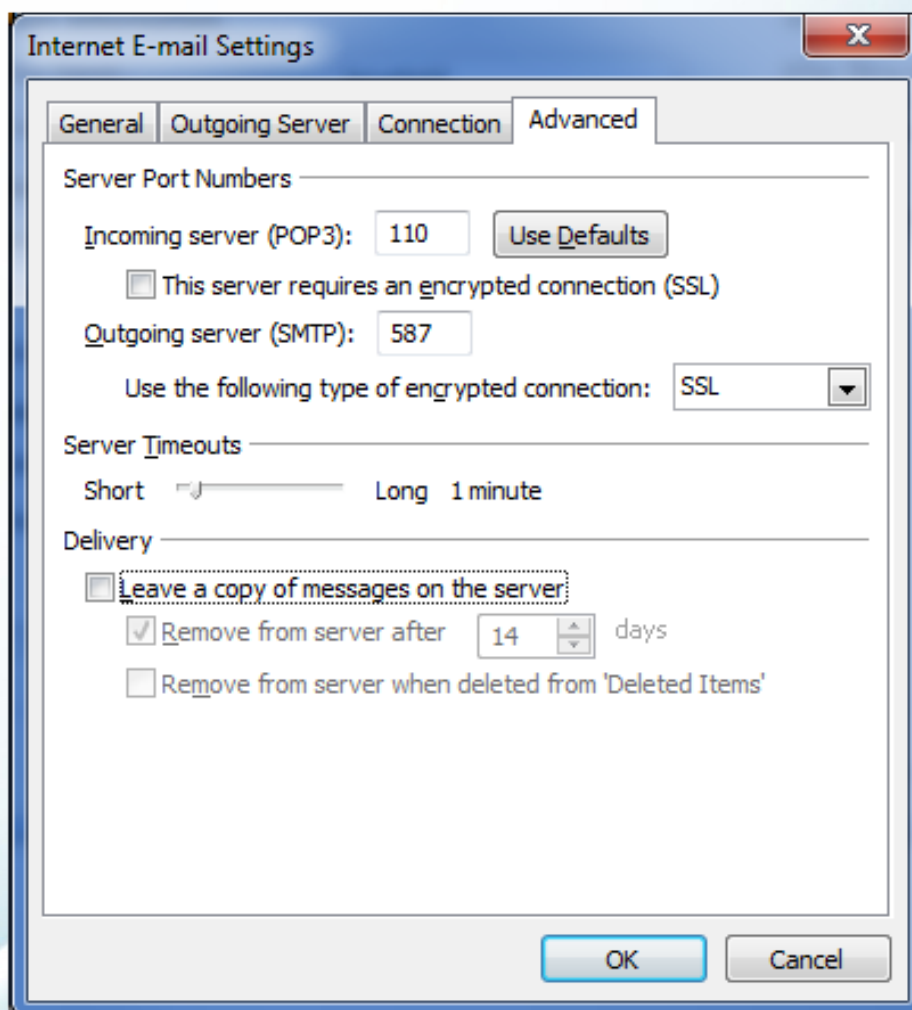 Internet E-mail Settings
General Outgoing Server Connection Advanced
Server Port Numbers
Incoming server (POP3): 110 Use Defaults
This server requires an encrypted connection (SSL)
Outgoing server (SMTP): 587
Use the following type of encrypted connection: SSL
Server Timeouts
Short Long 1 minute
Delivery
Leave a copy of messages on the server
Remove from server after 14 days
Remove from server when deleted from 'Deleted Items'
OK Cancel